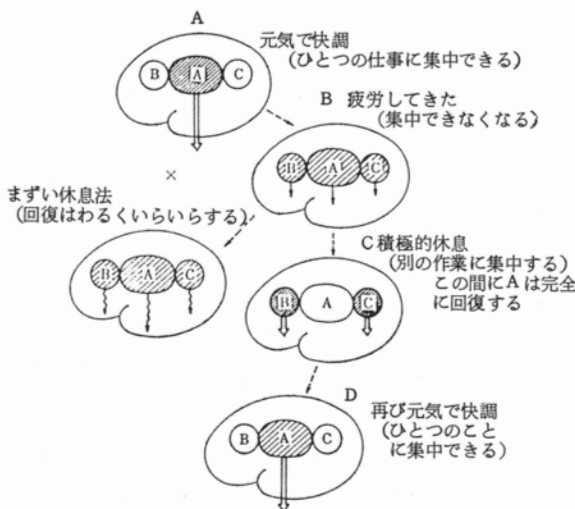 A
元気で快調
(ひとつの仕事に集中できる)
B A C
B 疲労してきた
(集中できなくなる)
B A C
×
まずい休息法
(回復はわるくいらいらする)
B A C
C積極的休息
(別の作業に集中する)
この間にAは完全
に回復する
B A C
D
再び元気で快調
(ひとつのこと
に集中できる)
B A C